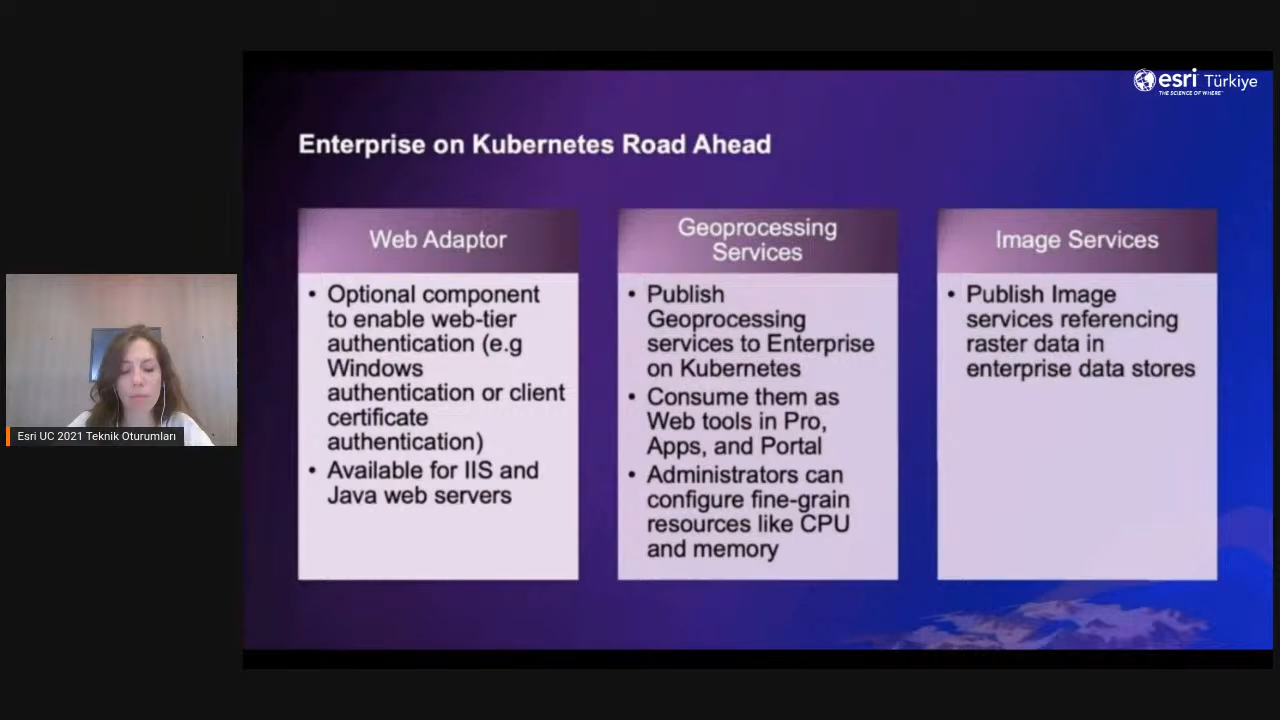 esri Türkiye
THE SCIENCE OF WHERE™
Enterprise on Kubernetes Road Ahead
Web Adaptor
• Optional component
to enable web-tier
authentication (e.g
Windows
authentication or client
certificate
authentication)
• Available for IIS and
Java web servers
Geoprocessing
Services
• Publish
Geoprocessing
services to Enterprise
on Kubernetes
• Consume them as
Web tools in Pro,
Apps, and Portal
• Administrators can
configure fine-grain
resources like CPU
and memory
Image Services
• Publish Image
services referencing
raster data in
enterprise data stores
Esri UC 2021 Teknik Oturumları